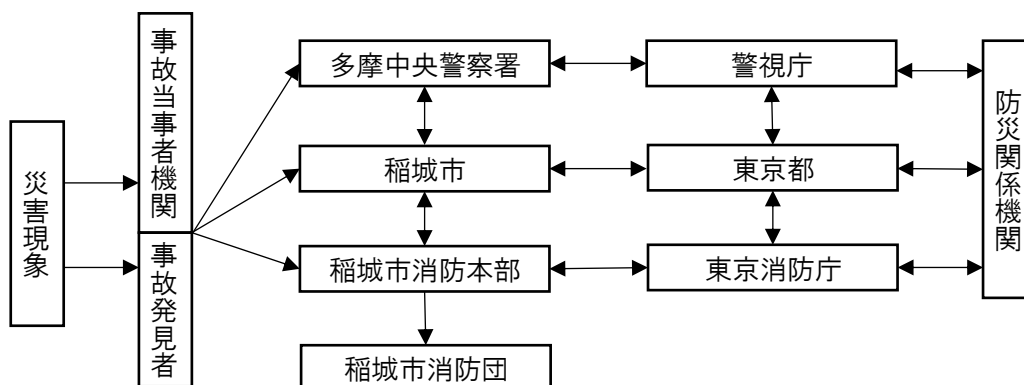 災害現象
事故当事者機関
事故発見者
多摩中央警察署
警視庁
稲城市
東京都
稲城市消防本部
東京消防庁
稲城市消防団
防災関係機関